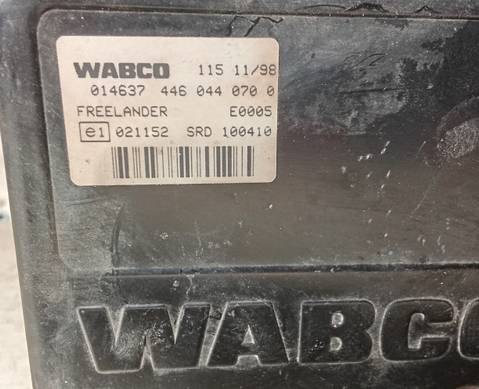 WABCO 115 11/98
014637 446 044 070 0
FREELANDER E0005
e1 021152 SRD 100410
WABCO